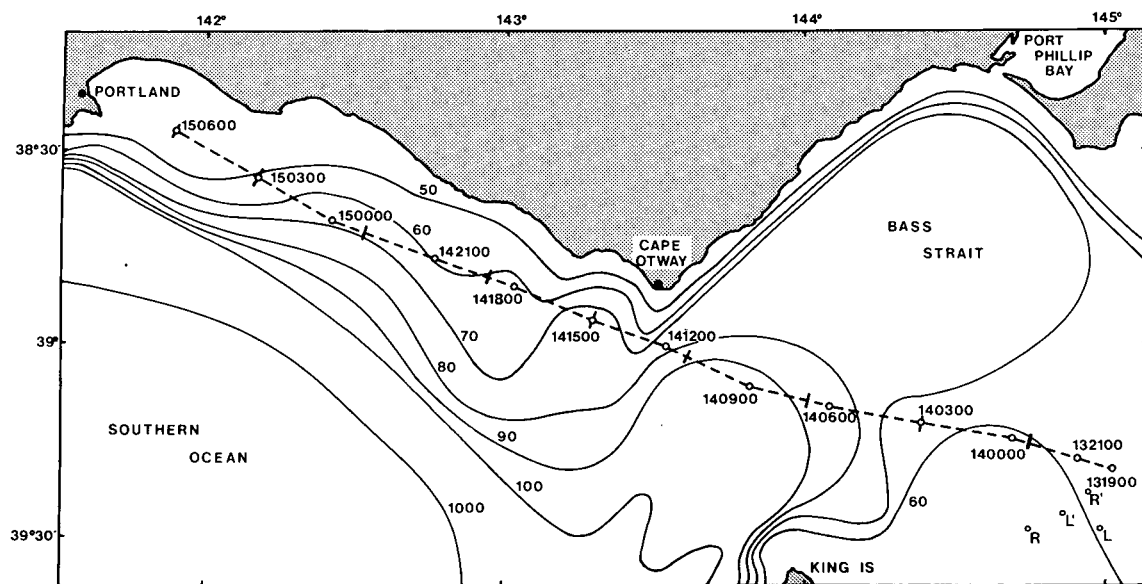 142°
143°
144°
145°
PORT
PHILLIP
BAY
PORTLAND
150600
38°30'
150300
50
150000
60
142100
CAPE
OTWAY
BASS
STRAIT
141800
70
141500
141200
39°
80
140900
140600
140300
SOUTHERN
OCEAN
90
140000
132100
131900
100
1000
60
R'
L'
R
L
39°30'
KING IS